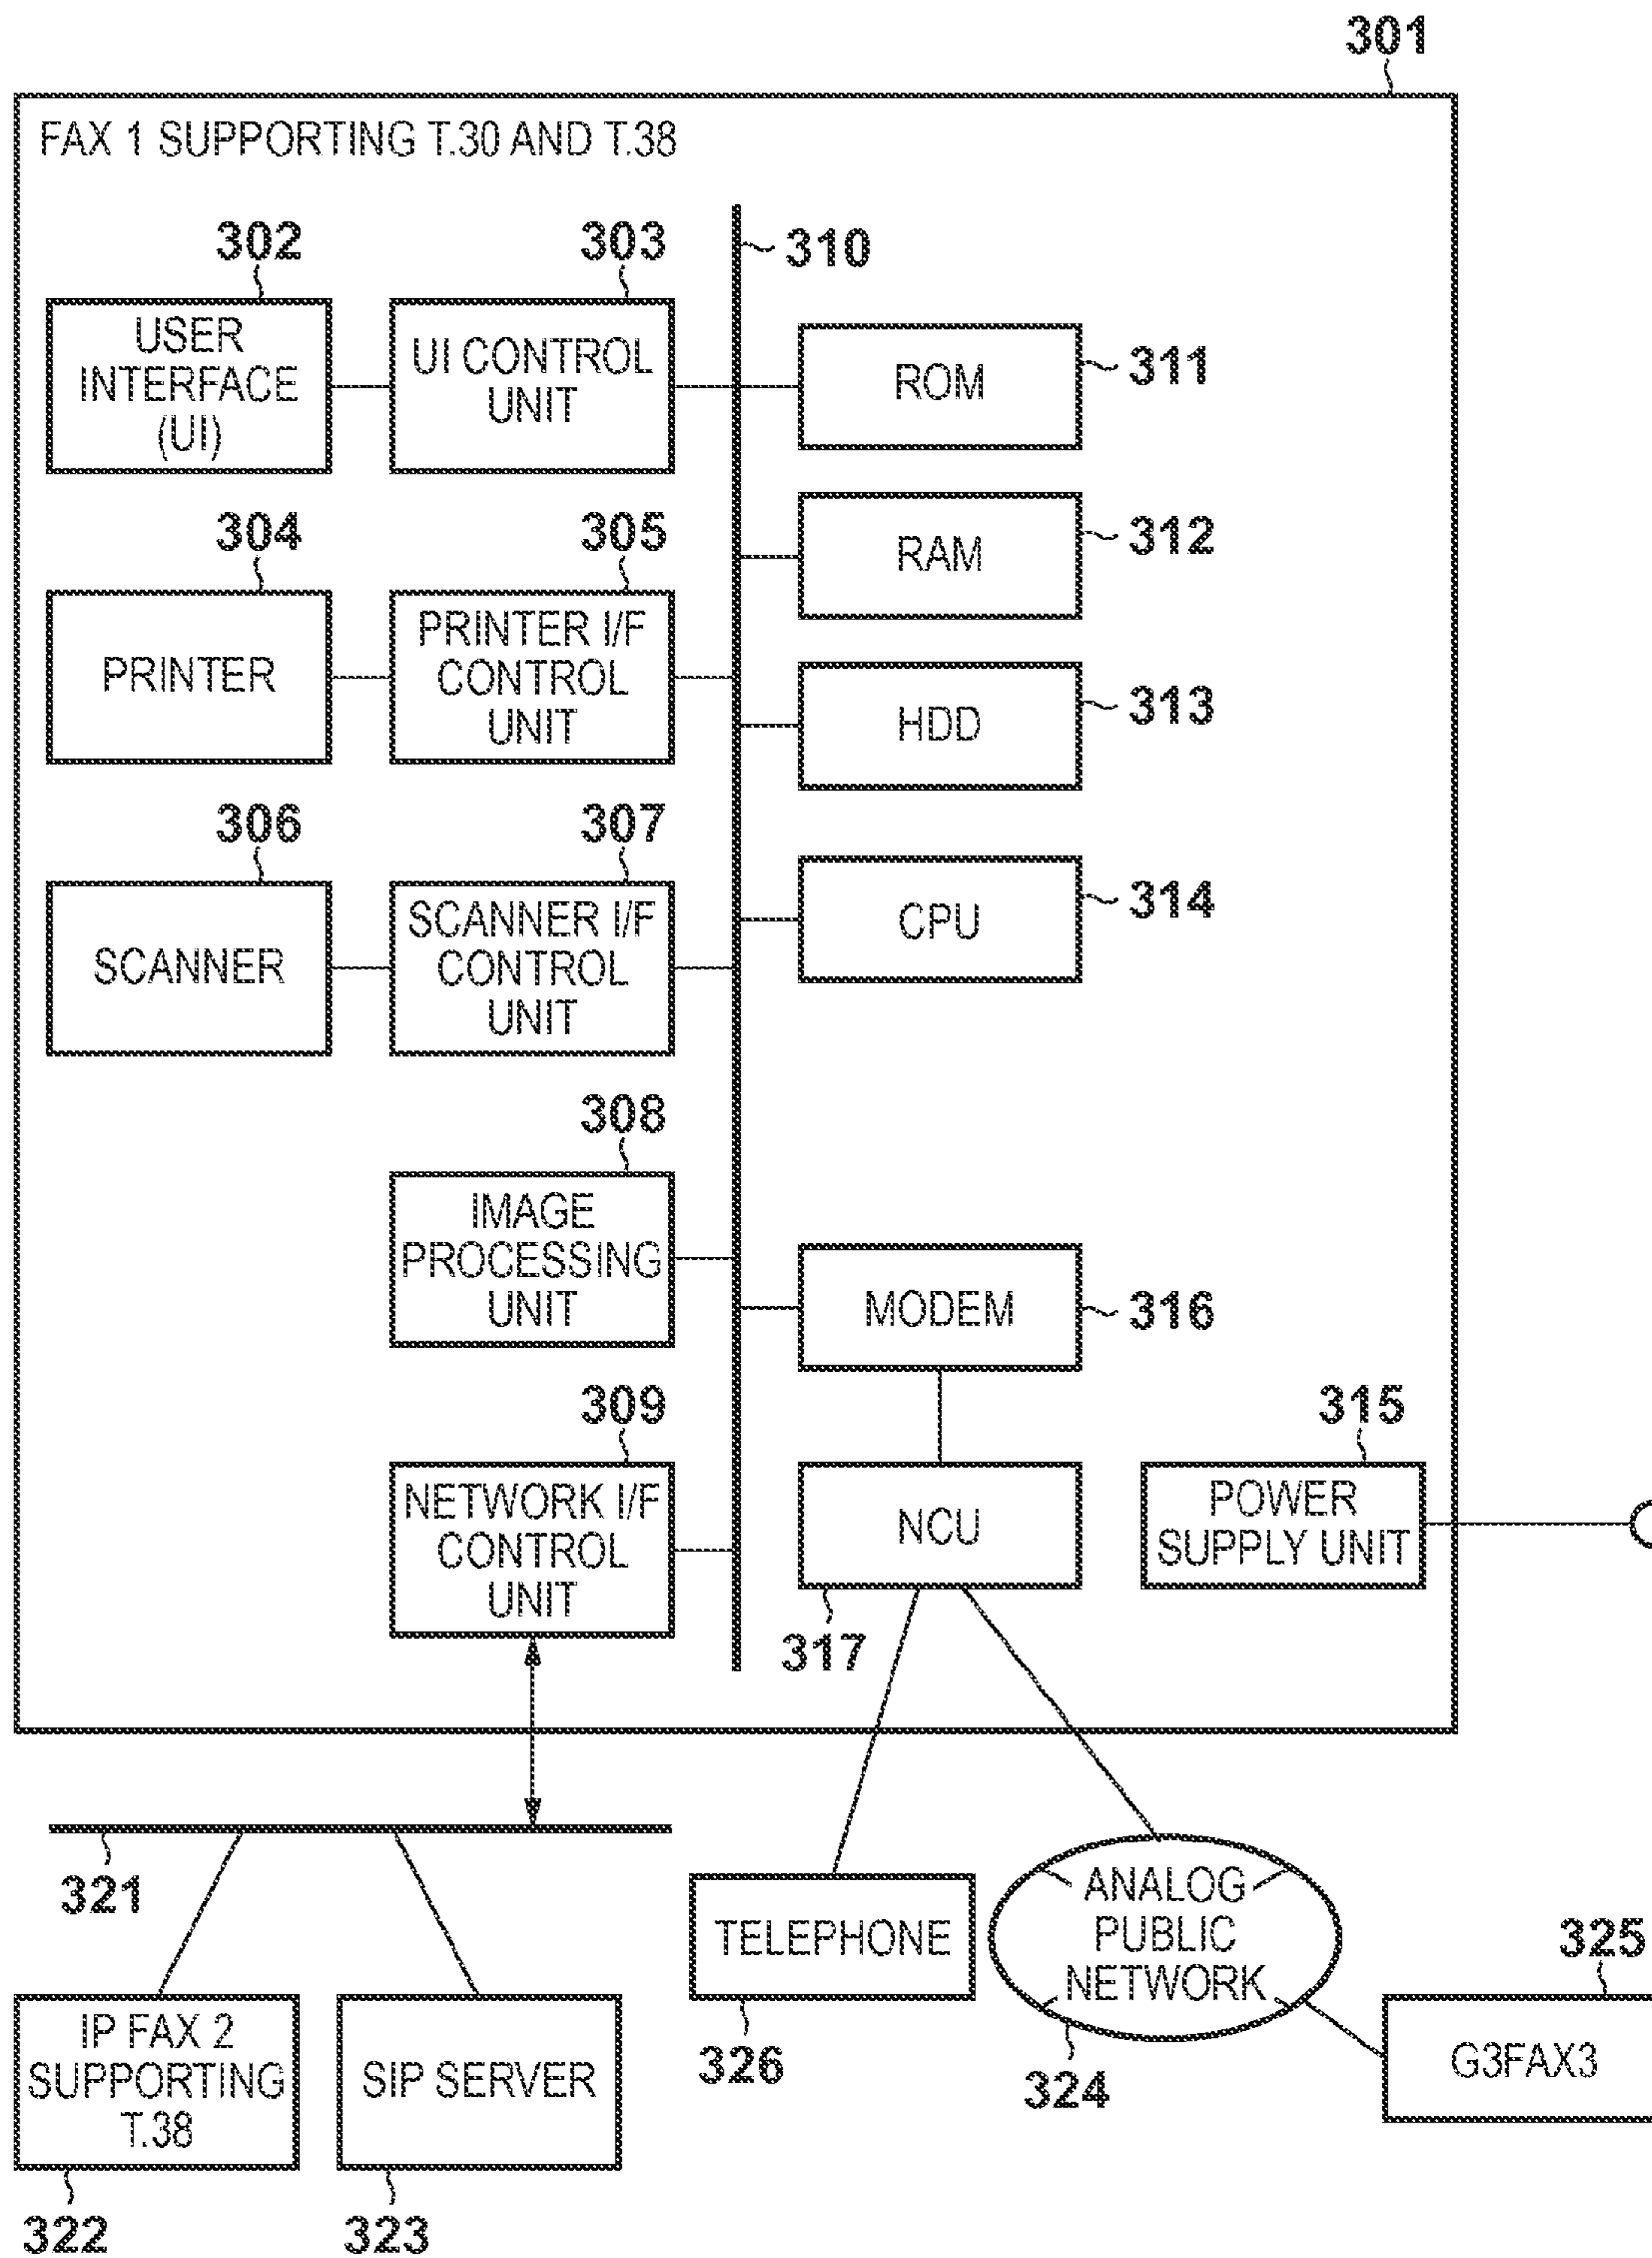 301
FAX 1 SUPPORTING T.30 AND T.38
302
303
310
USER
INTERFACE
(UI)
UI CONTROL
UNIT
ROM
311
304
305
RAM
312
PRINTER
PRINTER I/F
CONTROL
UNIT
HDD
313
306
307
CPU
314
SCANNER
SCANNER I/F
CONTROL
UNIT
308
IMAGE
PROCESSING
UNIT
MODEM
316
309
315
NETWORK I/F
CONTROL
UNIT
NCU
POWER
SUPPLY UNIT
317
321
TELEPHONE
326
ANALOG
PUBLIC
NETWORK
324
325
IP FAX 2
SUPPORTING
T.38
322
SIP SERVER
323
G3FAX3